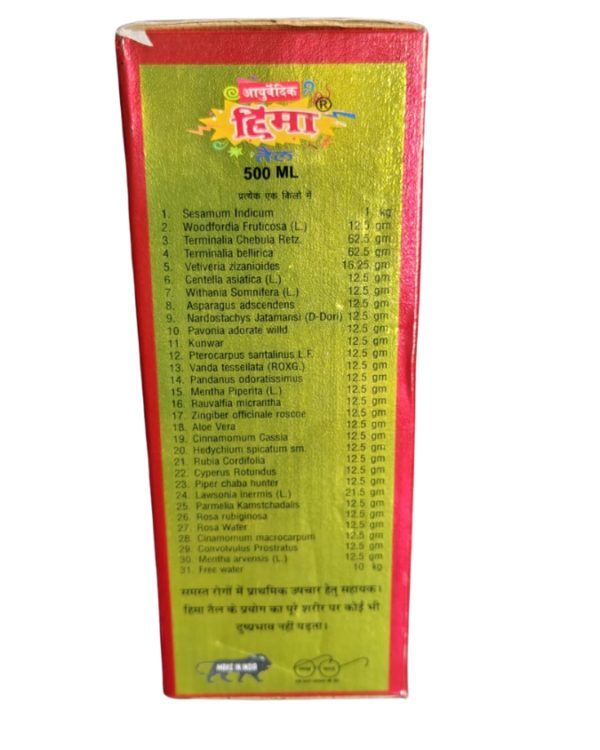 आयुर्वेदिक
हिमा ®
तैल
500 ML
प्रत्येक एक किलो में
1. Sesamum Indicum 1 kg
2. Woodfordia Fruticosa (L.) 12.5 gm
3. Terminalia Chebula Retz. 62.5 gm
4. Terminalia bellirica 62.5 gm
5. Vetiveria zizanioides 16.25 gm
6. Centella asiatica (L.) 12.5 gm
7. Withania Somnifera (L.) 12.5 gm
8. Asparagus adscendens 12.5 gm
9. Nardostachys Jatamansi (D-Dori) 12.5 gm
10. Pavonia adorate willd 12.5 gm
11. Kunwar 12.5 gm
12. Pterocarpus santalinus L.F. 12.5 gm
13. Vanda tessellata (ROXG.) 12.5 gm
14. Pandanus odoratissimus 12.5 gm
15. Mentha Piperita (L.) 12.5 gm
16. Rauvalfia micrantha 12.5 gm
17. Zingiber officinale roscoe 12.5 gm
18. Aloe Vera 12.5 gm
19. Cinnamomum Cassia 12.5 gm
20. Hedychium spicatum sm. 12.5 gm
21. Rubia Cordifolia 12.5 gm
22. Cyperus Rotundus 12.5 gm
23. Piper chaba hunter 12.5 gm
24. Lawsonia inermis (L.) 21.5 gm
25. Parmelia Kamstchadalis 12.5 gm
26. Rosa rubiginosa 12.5 gm
27. Rosa Water 12.5 gm
28. Cinamomum macrocarpum 12.5 gm
29. Convolvulus Prostratus 12.5 gm
30. Mentha arvensis (L.) 12.5 gm
31. Free water 10 kg
समस्त रोगों में प्राथमिक उपचार हेतु सहायक।
हिमा तैल के प्रयोग का पूरे शरीर पर कोई भी
दुष्प्रभाव नहीं पड़ता।
MAKE IN INDIA